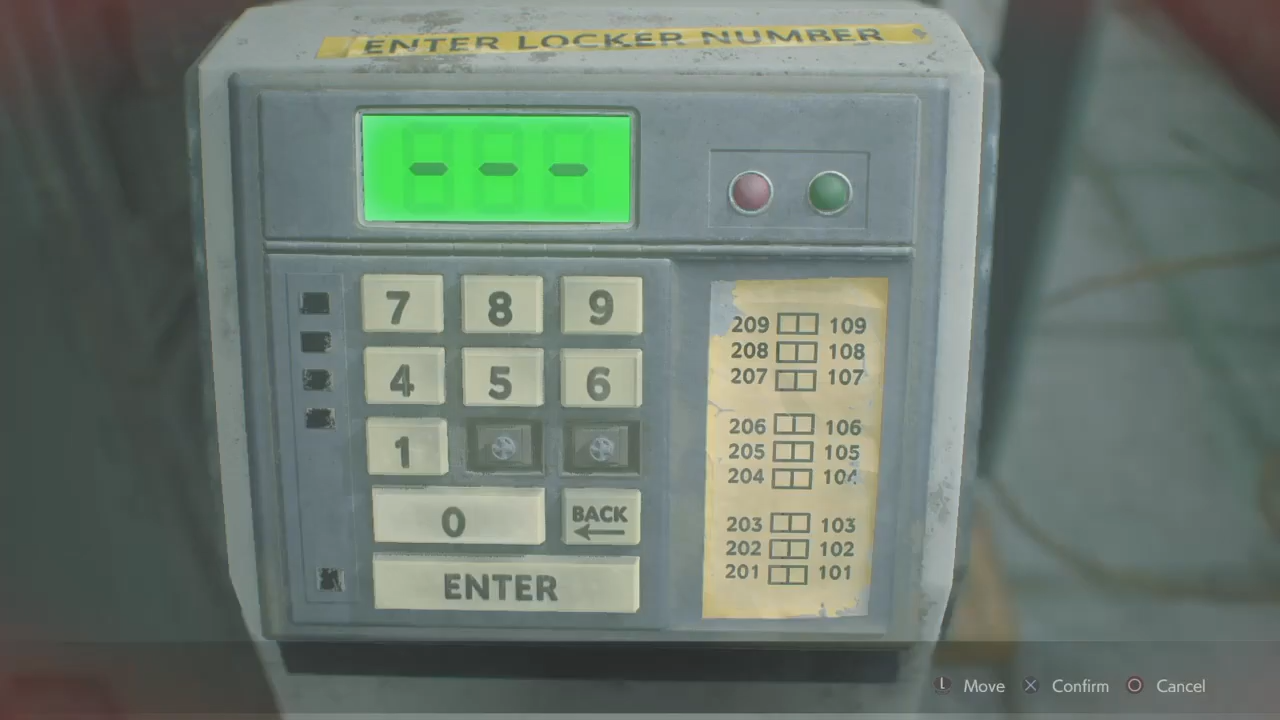 ENTER LOCKER NUMBER
- - -
7 8 9
4 5 6
1
0 BACK
ENTER
209 109
208 108
207 107
206 106
205 105
204 104
203 103
202 102
201 101
L Move Confirm Cancel